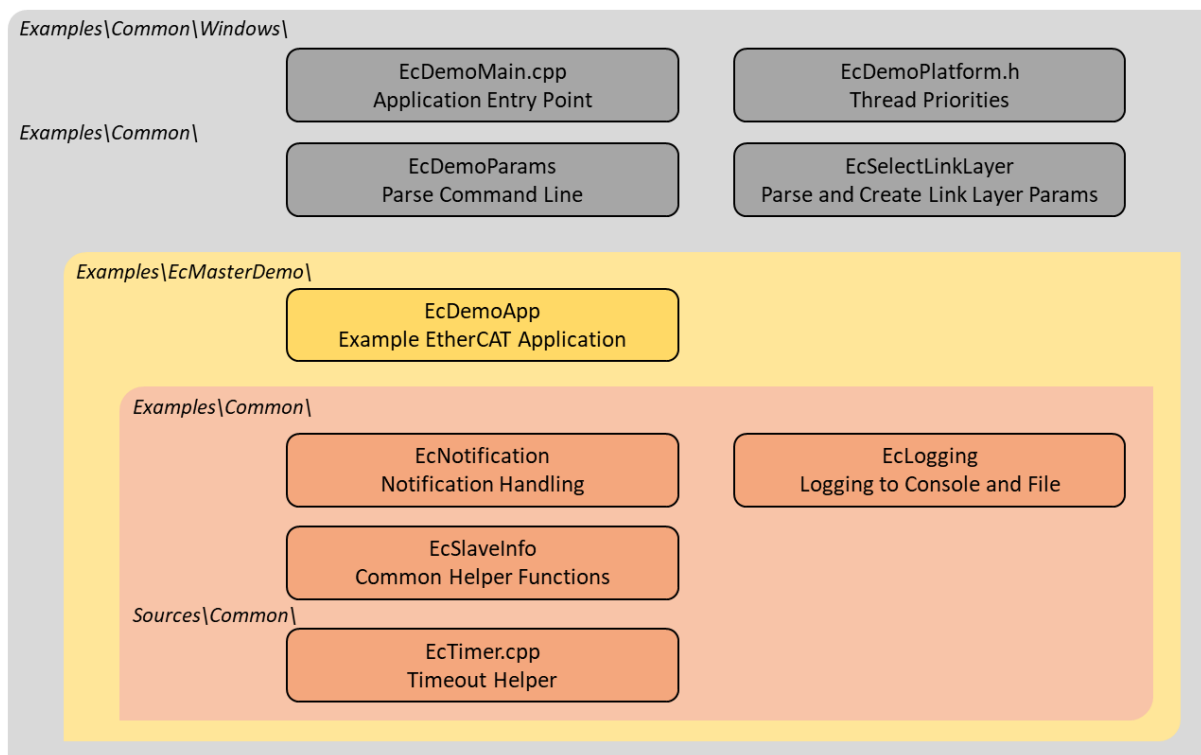 Examples\Common\Windows\
EcDemoMain.cpp
Application Entry Point
EcDemoPlatform.h
Thread Priorities
Examples\Common\
EcDemoParams
Parse Command Line
EcSelectLinkLayer
Parse and Create Link Layer Params
Examples\EcMasterDemo\
EcDemoApp
Example EtherCAT Application
Examples\Common\
EcNotification
Notification Handling
EcLogging
Logging to Console and File
EcSlaveInfo
Common Helper Functions
Sources\Common\
EcTimer.cpp
Timeout Helper